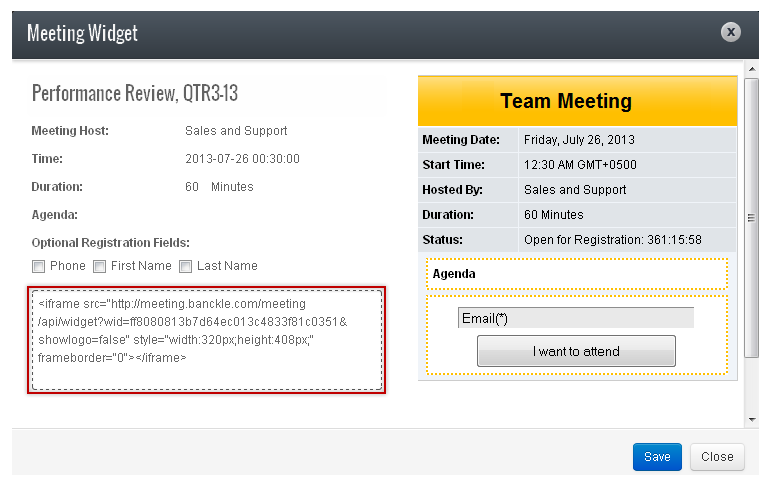 Meeting Widget
Performance Review, QTR3-13
Meeting Host: Sales and Support
Time: 2013-07-26 00:30:00
Duration: 60 Minutes
Agenda:
Optional Registration Fields:
Phone First Name Last Name
<iframe src="http://meeting.banckle.com/meeting
/api/widget?wid=ff8080813b7d64ec013c4833f81c0351&
showlogo=false" style="width:320px;height:408px;"
frameborder="0"></iframe>
Team Meeting
Meeting Date: Friday, July 26, 2013
Start Time: 12:30 AM GMT+0500
Hosted By: Sales and Support
Duration: 60 Minutes
Status: Open for Registration: 361:15:58
Agenda
Email(*)
I want to attend
Save Close